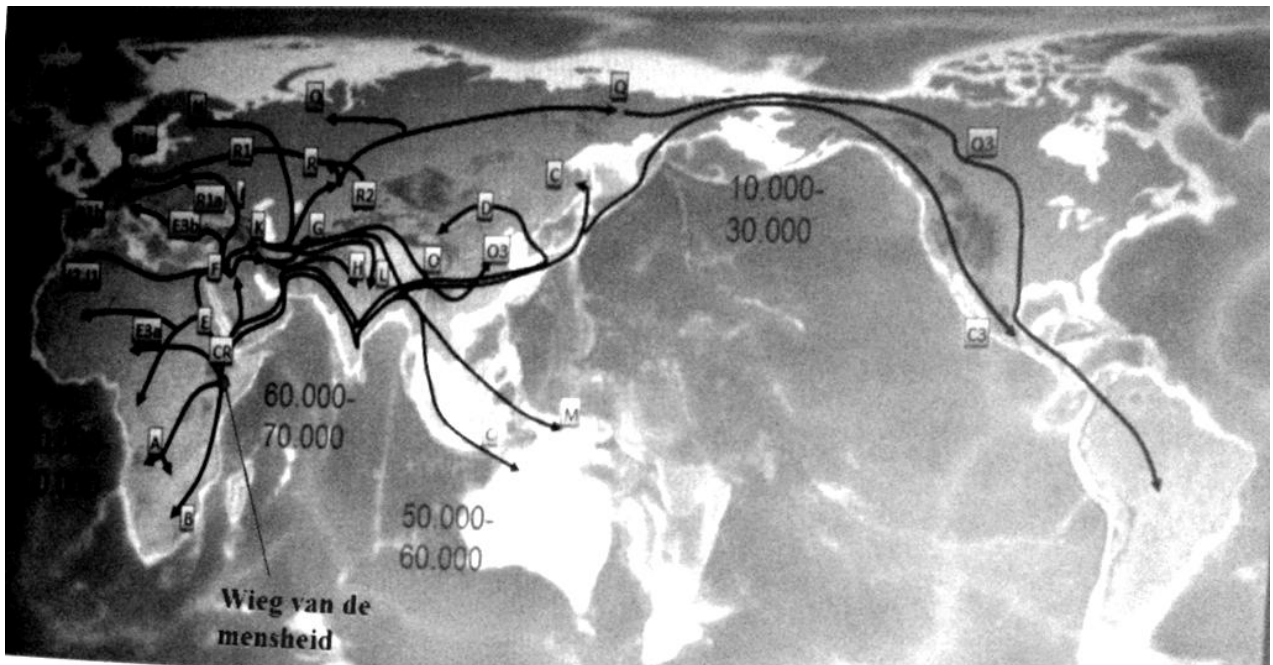 N
Q
Q
Q3
R1
R
R2
C
D
R1a
I
E3b
K
G
F
H
L
O
O3
10.000-
30.000
E
E3a
CR
C3
60.000-
70.000
M
A
C
B
50.000-
60.000
Wieg van de
mensheid